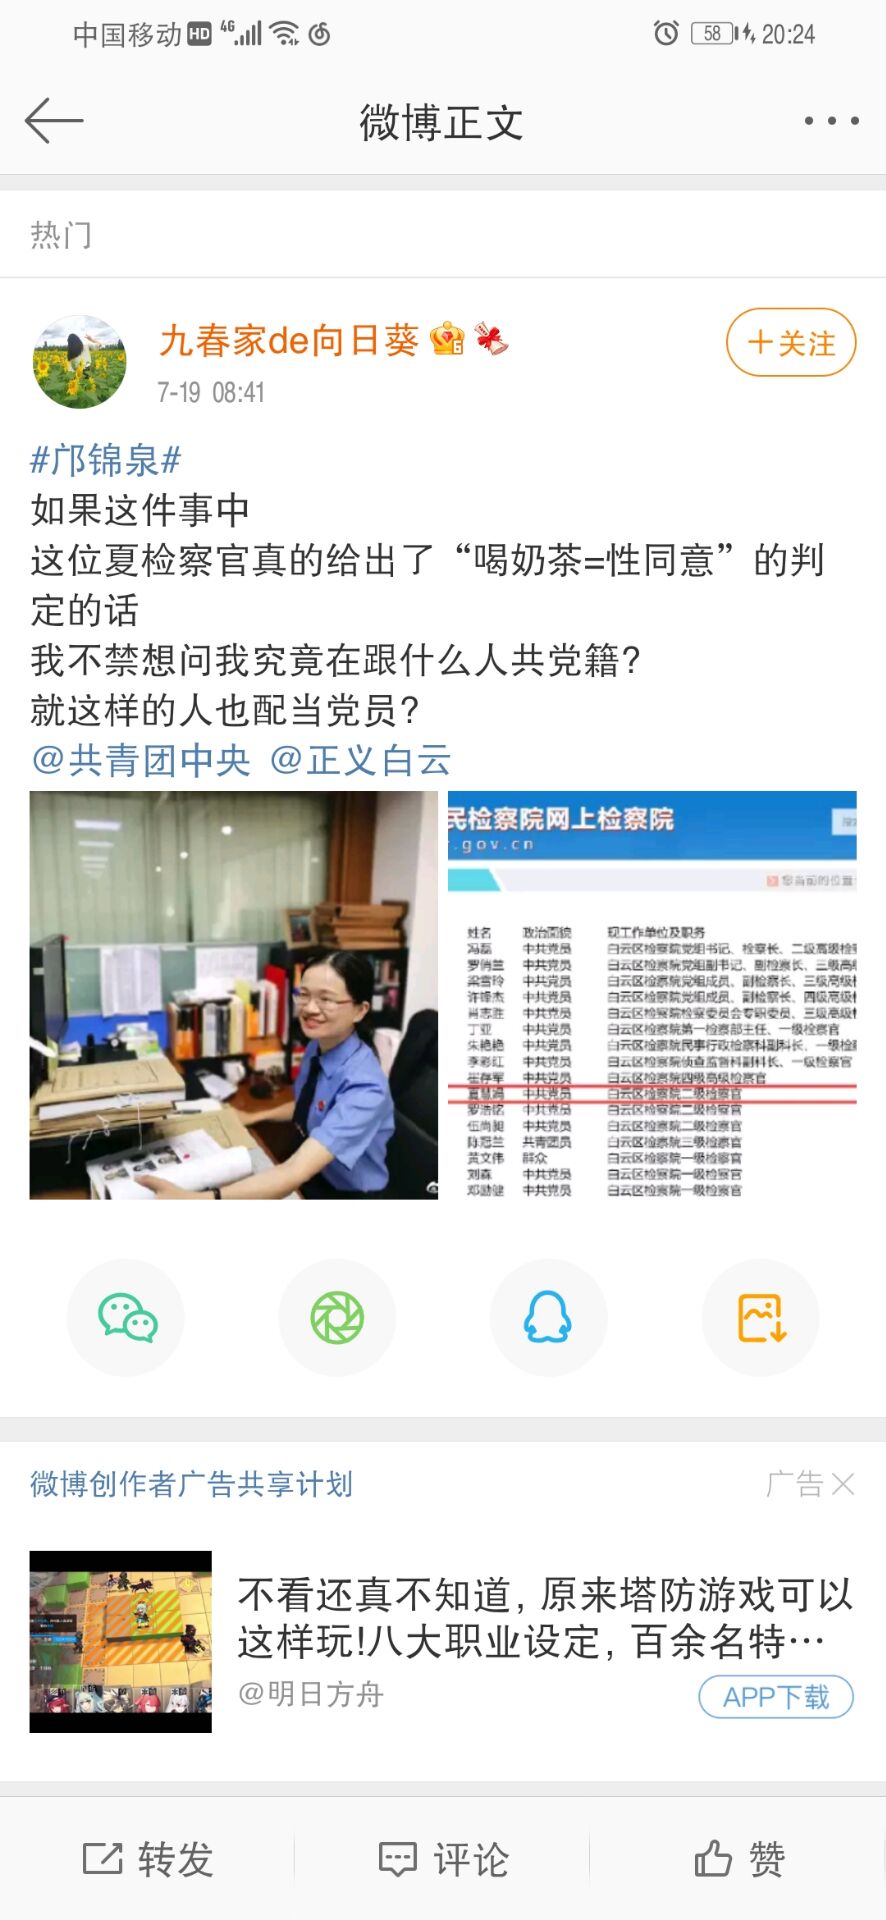 中国移动 HD 4G 58 20:24
微博正文
热门
九春家de向日葵
7-19 08:41
+关注
#邝锦泉#
如果这件事中
这位夏检察官真的给出了“喝奶茶=性同意”的判
定的话
我不禁想问我究竟在跟什么人共党籍?
就这样的人也配当党员?
@共青团中央 @正义白云
民检察院网上检察院
.gov.cn
您当前的位置
姓名 政治面貌 现工作单位及职务
冯磊 中共党员 白云区检察院党组书记、检察长、二级高级检
罗俏兰 中共党员 白云区检察院党组副书记、副检察长、三级高
梁雪玲 中共党员 白云区检察院党组成员、副检察长、三级高级
许锋杰 中共党员 白云区检察院党组成员、副检察长、四级高级
肖志胜 中共党员 白云区检察院检察委员会专职委员、三级高级
丁亚 中共党员 白云区检察院第一检察部主任、一级检察官
朱艳艳 中共党员 白云区检察院民事行政检察科副科长、一级检
李彩红 中共党员 白云区检察院侦查监督科副科长、一级检察官
崔存军 中共党员 白云区检察院四级高级检察官
中共党员 白云区检察院二级检察官
中共党员 白云区检察院二级检察官
伍尚昶 中共党员 白云区检察院二级检察官
陈冠兰 共青团员 白云区检察院三级检察官
黄文伟 群众 白云区检察院一级检察官
刘森 中共党员 白云区检察院一级检察官
邓勋健 中共党员 白云区检察院一级检察官
微博创作者广告共享计划
广告
不看还真不知道,原来塔防游戏可以
这样玩!八大职业设定,百余名特…
@明日方舟
APP下载
转发 评论 赞